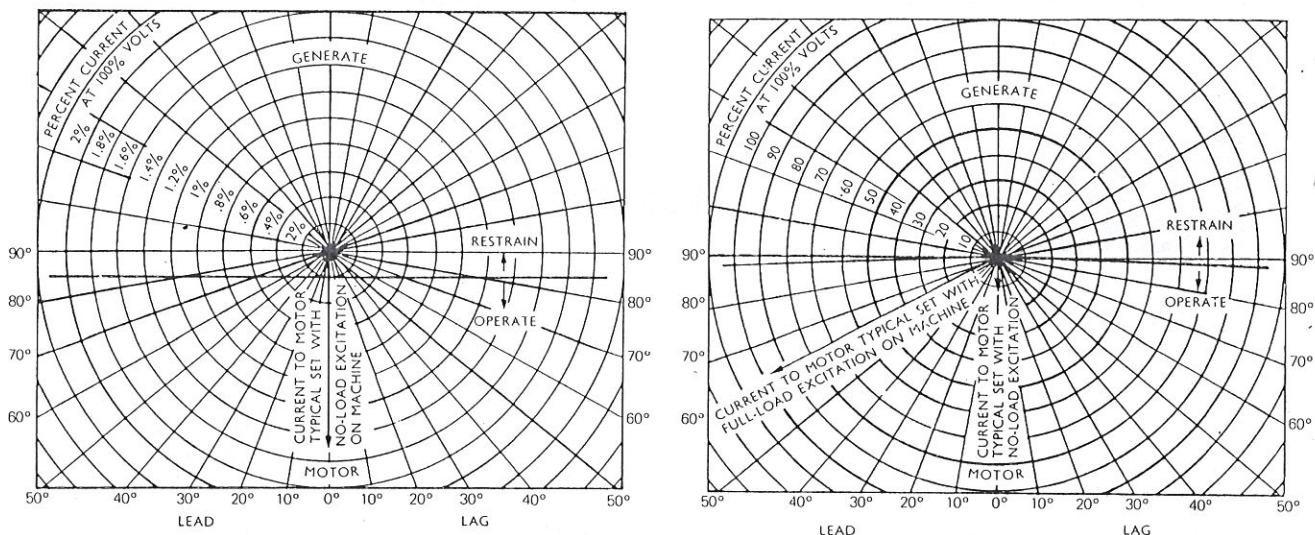 PERCENT CURRENT
AT 100% VOLTS
2%
1.8%
1.6%
1.4%
1.2%
1%
.8%
.6%
.4%
2%
GENERATE
RESTRAIN
OPERATE
90°
80°
70°
60°
90°
80°
70°
60°
CURRENT TO MOTOR
TYPICAL SET WITH
NO-LOAD EXCITATION
ON MACHINE
MOTOR
50°
40°
30°
20°
10°
0°
10°
20°
30°
40°
50°
LEAD
LAG
PERCENT CURRENT
AT 100% VOLTS
100
90
80
70
.60
50
40
30
20
10
GENERATE
RESTRAIN
OPERATE
90°
80°
70°
60°
90°
80°
70°
60°
CURRENT TO MOTOR TYPICAL SET WITH
FULL-LOAD EXCITATION ON MACHINE
CURRENT TO MOTOR
TYPICAL SET WITH
NO-LOAD EXCITATION
MOTOR
50°
40°
30°
20°
10°
0°
10°
20°
30°
40°
50°
LEAD
LAG